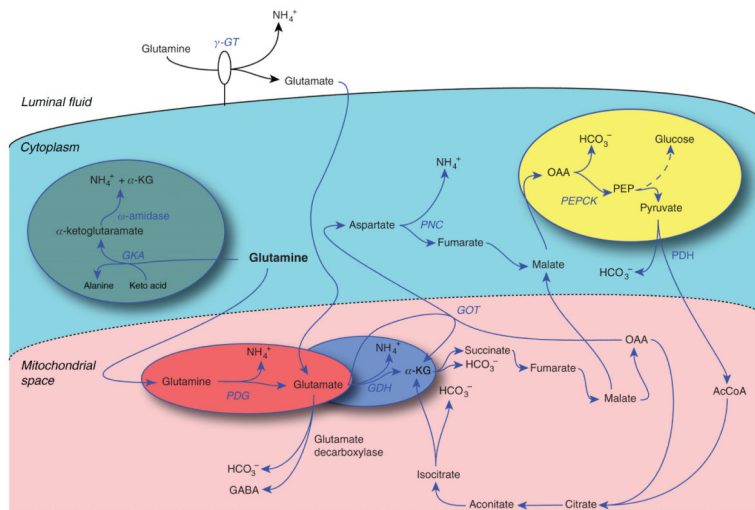 NH₄⁺
γ-GT
Glutamine
Glutamate
Luminal fluid
Cytoplasm
HCO₃⁻
Glucose
OAA
PEP
PEPCK
Pyruvate
NH₄⁺ + α-KG
ω-amidase
α-ketoglutaramate
GKA
Alanine
Keto acid
Glutamine
NH₄⁺
Aspartate
PNC
Fumarate
Malate
PDH
HCO₃⁻
GOT
Mitochondrial
space
NH₄⁺
Glutamine
Glutamate
PDG
NH₄⁺
α-KG
GDH
Succinate
HCO₃⁻
Fumarate
OAA
Malate
HCO₃⁻
AcCoA
Glutamate
decarboxylase
HCO₃⁻
GABA
Isocitrate
Aconitate
Citrate